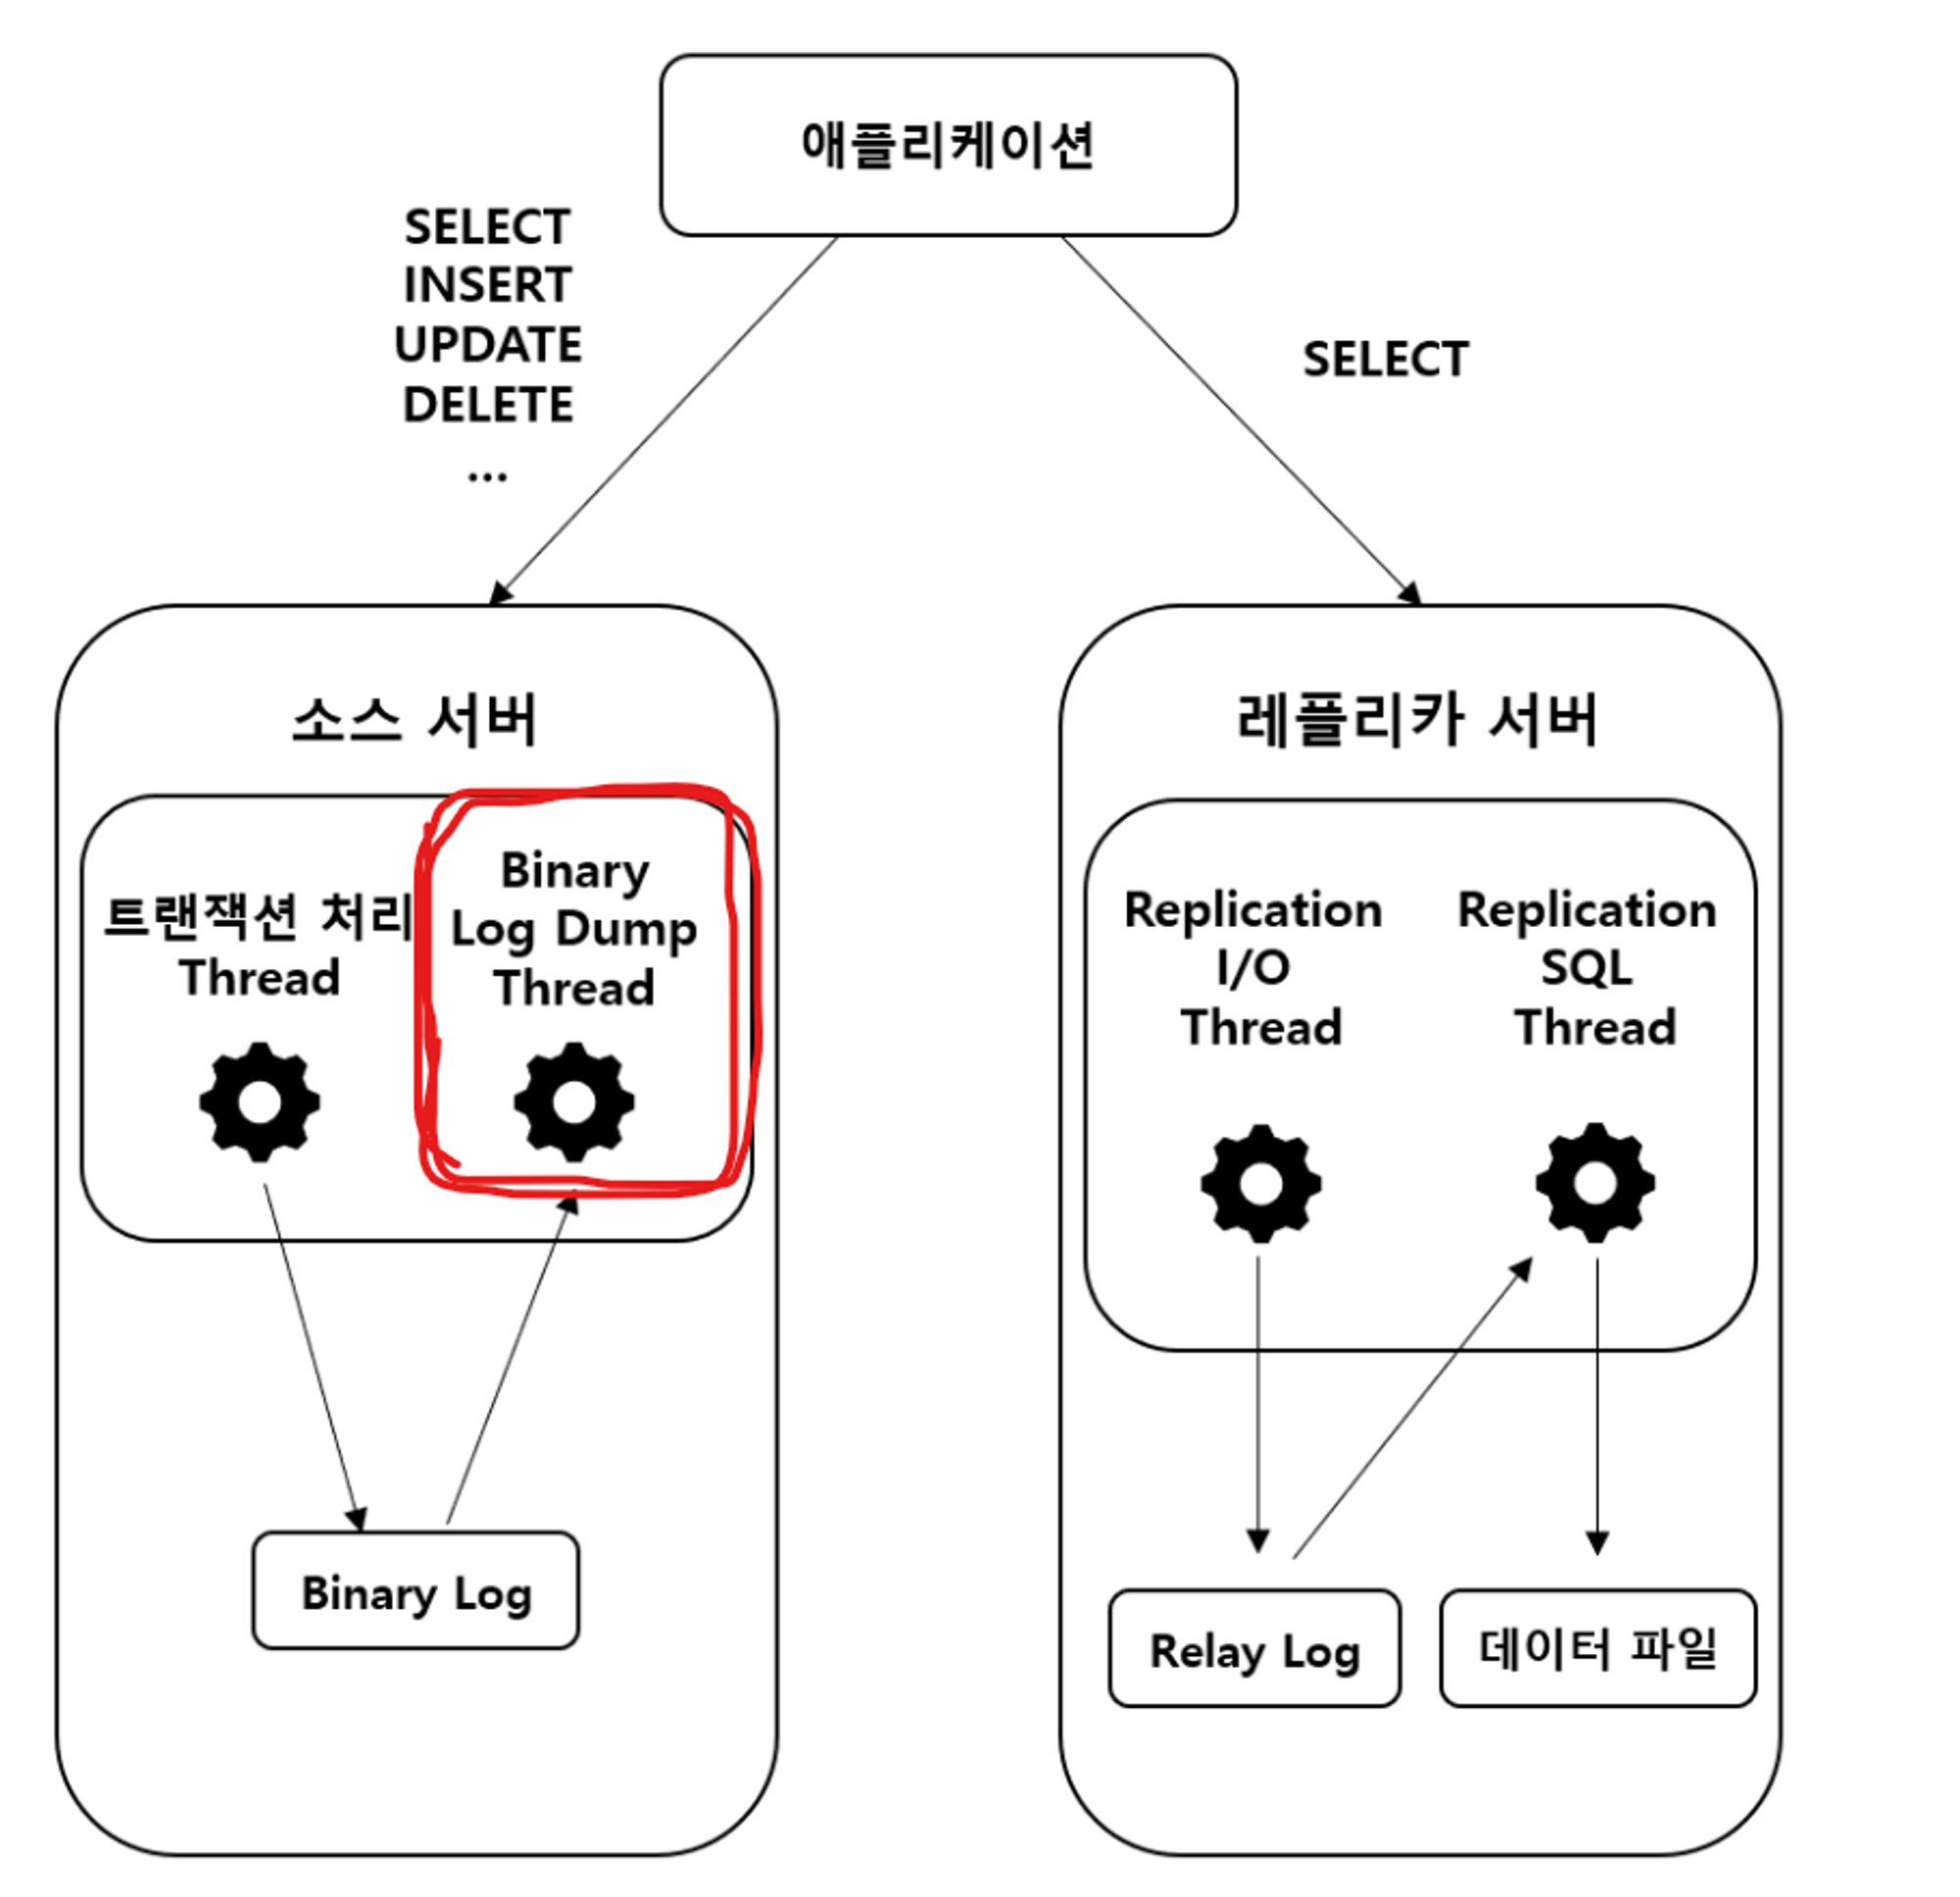 애플리케이션
SELECT
INSERT
UPDATE
DELETE
...
SELECT
소스 서버
트랜잭션 처리
Thread
Binary
Log Dump
Thread
Binary Log
레플리카 서버
Replication
I/O
Thread
Replication
SQL
Thread
Relay Log
데이터 파일